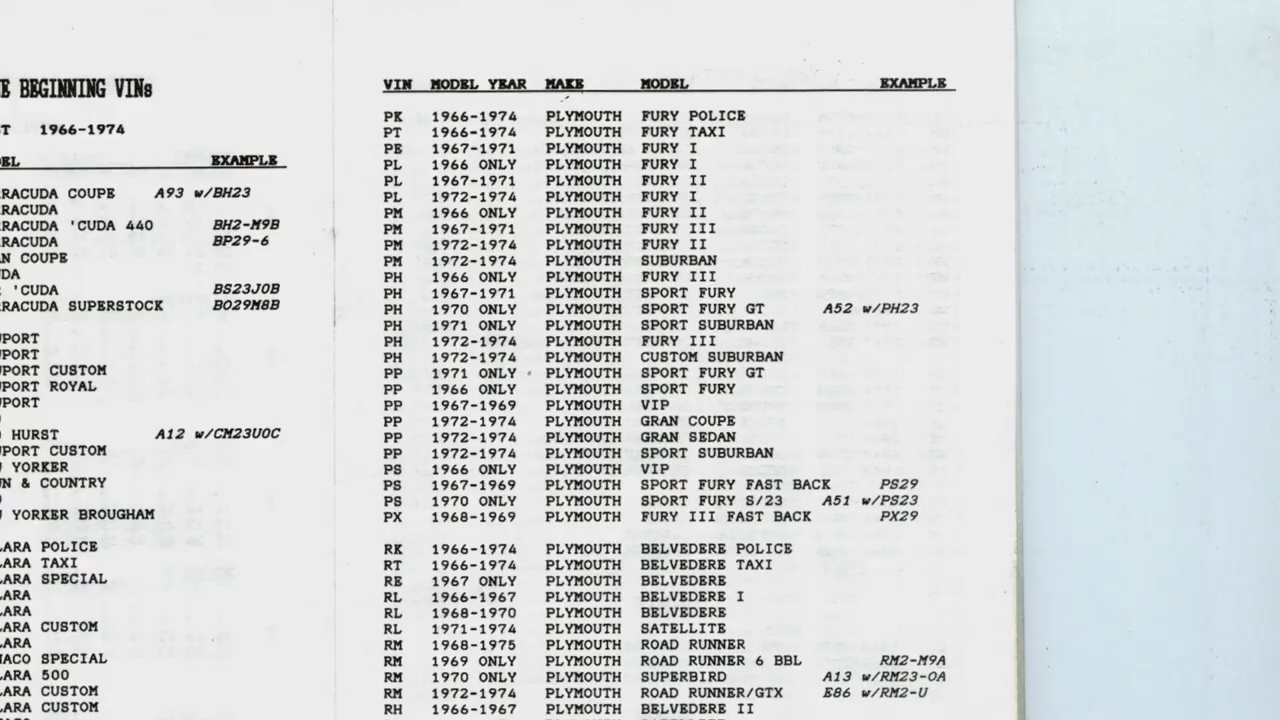 E BEGINNING VINs
T 1966-1974
EL EXAMPLE
RACUDA COUPE A93 w/BH23
RACUDA
RACUDA 'CUDA 440 BH2-M9B
RACUDA BP29-6
N COUPE
DA
'CUDA BS23J0B
RACUDA SUPERSTOCK BO29M8B
PORT
PORT
PORT CUSTOM
PORT ROYAL
PORT
HURST A12 w/CM23U0C
PORT CUSTOM
YORKER
N & COUNTRY
YORKER BROUGHAM
ARA POLICE
ARA TAXI
ARA SPECIAL
ARA
ARA
ARA CUSTOM
ARA
ACO SPECIAL
ARA 500
ARA CUSTOM
ARA CUSTOM
VIN MODEL YEAR MAKE MODEL EXAMPLE
PK 1966-1974 PLYMOUTH FURY POLICE
PT 1966-1974 PLYMOUTH FURY TAXI
PE 1967-1971 PLYMOUTH FURY I
PL 1966 ONLY PLYMOUTH FURY I
PL 1967-1971 PLYMOUTH FURY II
PL 1972-1974 PLYMOUTH FURY I
PM 1966 ONLY PLYMOUTH FURY II
PM 1967-1971 PLYMOUTH FURY III
PM 1972-1974 PLYMOUTH FURY II
PM 1972-1974 PLYMOUTH SUBURBAN
PH 1966 ONLY PLYMOUTH FURY III
PH 1967-1971 PLYMOUTH SPORT FURY
PH 1970 ONLY PLYMOUTH SPORT FURY GT A52 w/PH23
PH 1971 ONLY PLYMOUTH SPORT SUBURBAN
PH 1972-1974 PLYMOUTH FURY III
PH 1972-1974 PLYMOUTH CUSTOM SUBURBAN
PP 1971 ONLY PLYMOUTH SPORT FURY GT
PP 1966 ONLY PLYMOUTH SPORT FURY
PP 1967-1969 PLYMOUTH VIP
PP 1972-1974 PLYMOUTH GRAN COUPE
PP 1972-1974 PLYMOUTH GRAN SEDAN
PP 1972-1974 PLYMOUTH SPORT SUBURBAN
PS 1966 ONLY PLYMOUTH VIP
PS 1967-1969 PLYMOUTH SPORT FURY FAST BACK PS29
PS 1970 ONLY PLYMOUTH SPORT FURY S/23 A51 w/PS23
PX 1968-1969 PLYMOUTH FURY III FAST BACK PX29
RK 1966-1974 PLYMOUTH BELVEDERE POLICE
RT 1966-1974 PLYMOUTH BELVEDERE TAXI
RE 1967 ONLY PLYMOUTH BELVEDERE
RL 1966-1967 PLYMOUTH BELVEDERE I
RL 1968-1970 PLYMOUTH BELVEDERE
RL 1971-1974 PLYMOUTH SATELLITE
RM 1968-1975 PLYMOUTH ROAD RUNNER
RM 1969 ONLY PLYMOUTH ROAD RUNNER 6 BBL RM2-M9A
RM 1970 ONLY PLYMOUTH SUPERBIRD A13 w/RM23-OA
RM 1972-1974 PLYMOUTH ROAD RUNNER/GTX E86 w/RM2-U
RH 1966-1967 PLYMOUTH BELVEDERE II